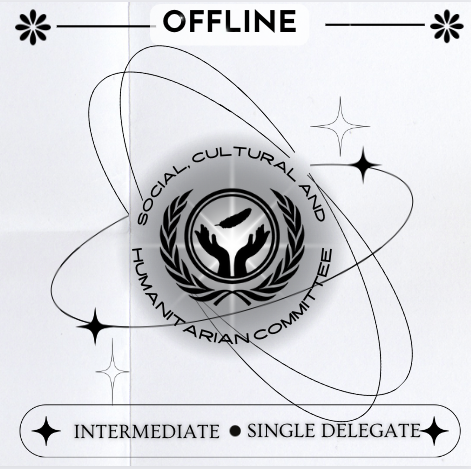 OFFLINE
SOCIAL, CULTURAL AND
HUMANITARIAN COMMITTEE
INTERMEDIATE ● SINGLE DELEGATE